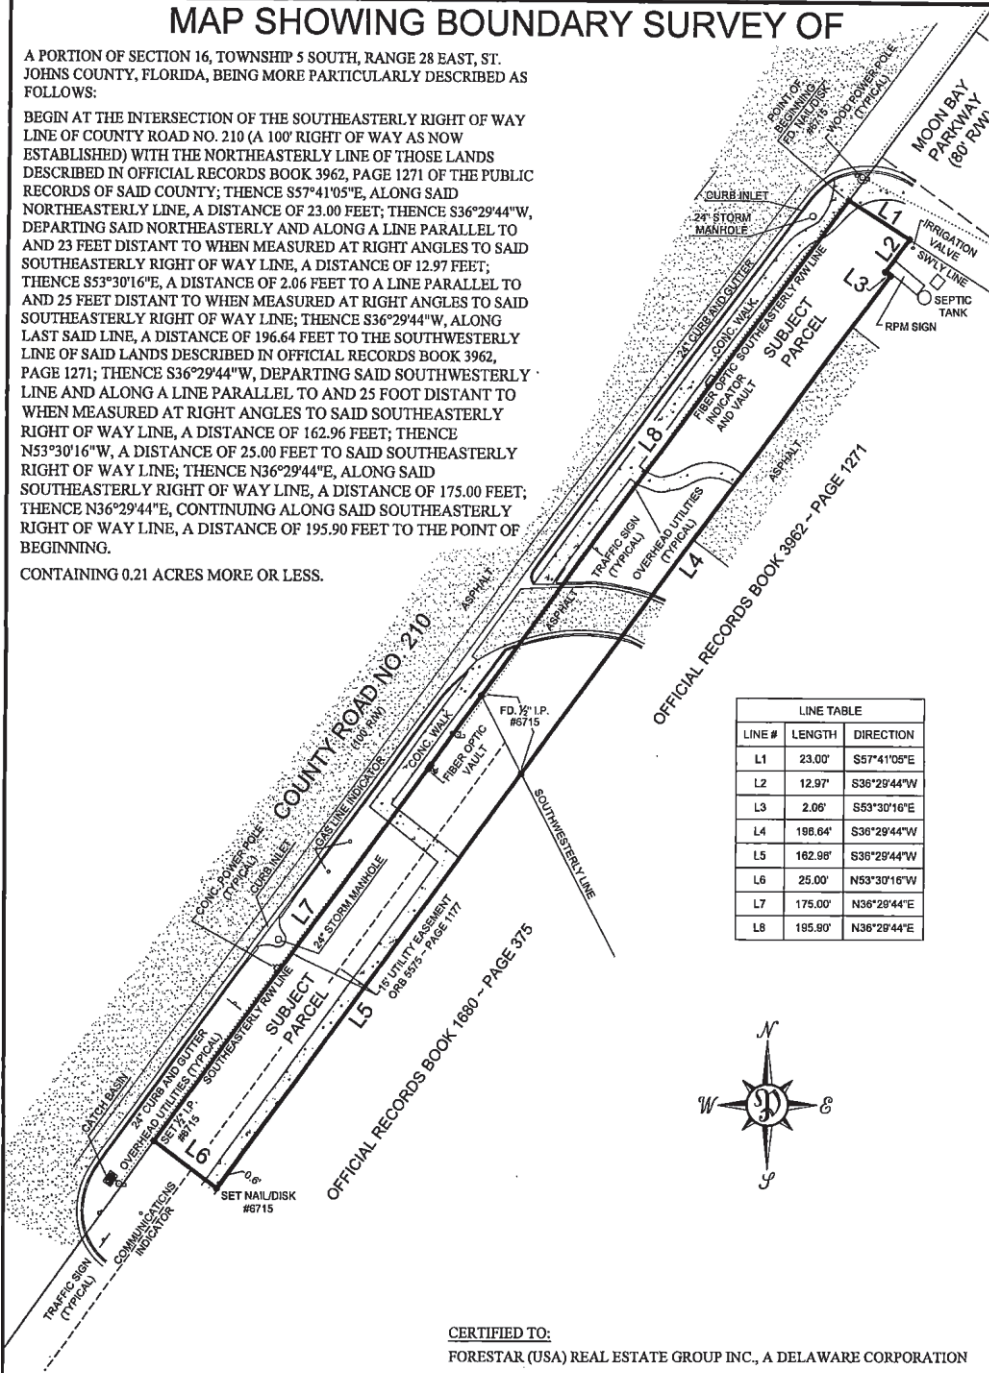 MAP SHOWING BOUNDARY SURVEY OF
A PORTION OF SECTION 16, TOWNSHIP 5 SOUTH, RANGE 28 EAST, ST.
JOHNS COUNTY, FLORIDA, BEING MORE PARTICULARLY DESCRIBED AS
FOLLOWS:
BEGIN AT THE INTERSECTION OF THE SOUTHEASTERLY RIGHT OF WAY
LINE OF COUNTY ROAD NO. 210 (A 100' RIGHT OF WAY AS NOW
ESTABLISHED) WITH THE NORTHEASTERLY LINE OF THOSE LANDS
DESCRIBED IN OFFICIAL RECORDS BOOK 3962, PAGE 1271 OF THE PUBLIC
RECORDS OF SAID COUNTY; THENCE S57°41'05"E, ALONG SAID
NORTHEASTERLY LINE, A DISTANCE OF 23.00 FEET; THENCE S36°29'44"W,
DEPARTING SAID NORTHEASTERLY AND ALONG A LINE PARALLEL TO
AND 23 FEET DISTANT TO WHEN MEASURED AT RIGHT ANGLES TO SAID
SOUTHEASTERLY RIGHT OF WAY LINE, A DISTANCE OF 12.97 FEET;
THENCE S53°30'16"E, A DISTANCE OF 2.06 FEET TO A LINE PARALLEL TO
AND 25 FEET DISTANT TO WHEN MEASURED AT RIGHT ANGLES TO SAID
SOUTHEASTERLY RIGHT OF WAY LINE; THENCE S36°29'44"W, ALONG
LAST SAID LINE, A DISTANCE OF 196.64 FEET TO THE SOUTHWESTERLY
LINE OF SAID LANDS DESCRIBED IN OFFICIAL RECORDS BOOK 3962,
PAGE 1271; THENCE S36°29'44"W, DEPARTING SAID SOUTHWESTERLY
LINE AND ALONG A LINE PARALLEL TO AND 25 FOOT DISTANT TO
WHEN MEASURED AT RIGHT ANGLES TO SAID SOUTHEASTERLY
RIGHT OF WAY LINE, A DISTANCE OF 162.96 FEET; THENCE
N53°30'16"W, A DISTANCE OF 25.00 FEET TO SAID SOUTHEASTERLY
RIGHT OF WAY LINE; THENCE N36°29'44"E, ALONG SAID
SOUTHEASTERLY RIGHT OF WAY LINE, A DISTANCE OF 175.00 FEET;
THENCE N36°29'44"E, CONTINUING ALONG SAID SOUTHEASTERLY
RIGHT OF WAY LINE, A DISTANCE OF 195.90 FEET TO THE POINT OF
BEGINNING.
CONTAINING 0.21 ACRES MORE OR LESS.
POINT OF
BEGINNING
FD. NAIL/DISK
#6715
WOOD POWER POLE
(TYPICAL)
MOON BAY
PARKWAY
(80' R/W)
CURB INLET
24" STORM
MANHOLE
L1
L2
L3
IRRIGATION
VALVE
SW'LY LINE
SEPTIC
TANK
RPM SIGN
24" CURB AND GUTTER
CONC. WALK
SOUTHEASTERLY R/W LINE
SUBJECT
PARCEL
FIBER OPTIC
INDICATOR
AND VAULT
L8
ASPHALT
TRAFFIC SIGN
(TYPICAL)
OVERHEAD UTILITIES
(TYPICAL)
L4
OFFICIAL RECORDS BOOK 3962 ~ PAGE 1271
ASPHALT
ASPHALT
COUNTY ROAD NO. 210
(100' R/W)
FD. ½" I.P.
#6715
CONC. WALK
FIBER OPTIC
VAULT
SOUTHWESTERLY LINE
GAS LINE INDICATOR
CONC. POWER POLE
(TYPICAL)
CURB INLET
L7
24" STORM MANHOLE
15' UTILITY EASEMENT
ORB 5575 ~ PAGE 1177
L5
SUBJECT
PARCEL
SOUTHEASTERLY R/W LINE
OFFICIAL RECORDS BOOK 1680 ~ PAGE 375
CATCH BASIN
24" CURB AND GUTTER
OVERHEAD UTILITIES (TYPICAL)
SET ½" I.P.
#6715
L6
0.6'
SET NAIL/DISK
#6715
COMMUNICATIONS
INDICATOR
TRAFFIC SIGN
(TYPICAL)
LINE TABLE
LINE # LENGTH DIRECTION
L1 23.00' S57°41'05"E
L2 12.97' S36°29'44"W
L3 2.06' S53°30'16"E
L4 196.64' S36°29'44"W
L5 162.96' S36°29'44"W
L6 25.00' N53°30'16"W
L7 175.00' N36°29'44"E
L8 195.90' N36°29'44"E
N
W E
S
CERTIFIED TO:
FORESTAR (USA) REAL ESTATE GROUP INC., A DELAWARE CORPORATION